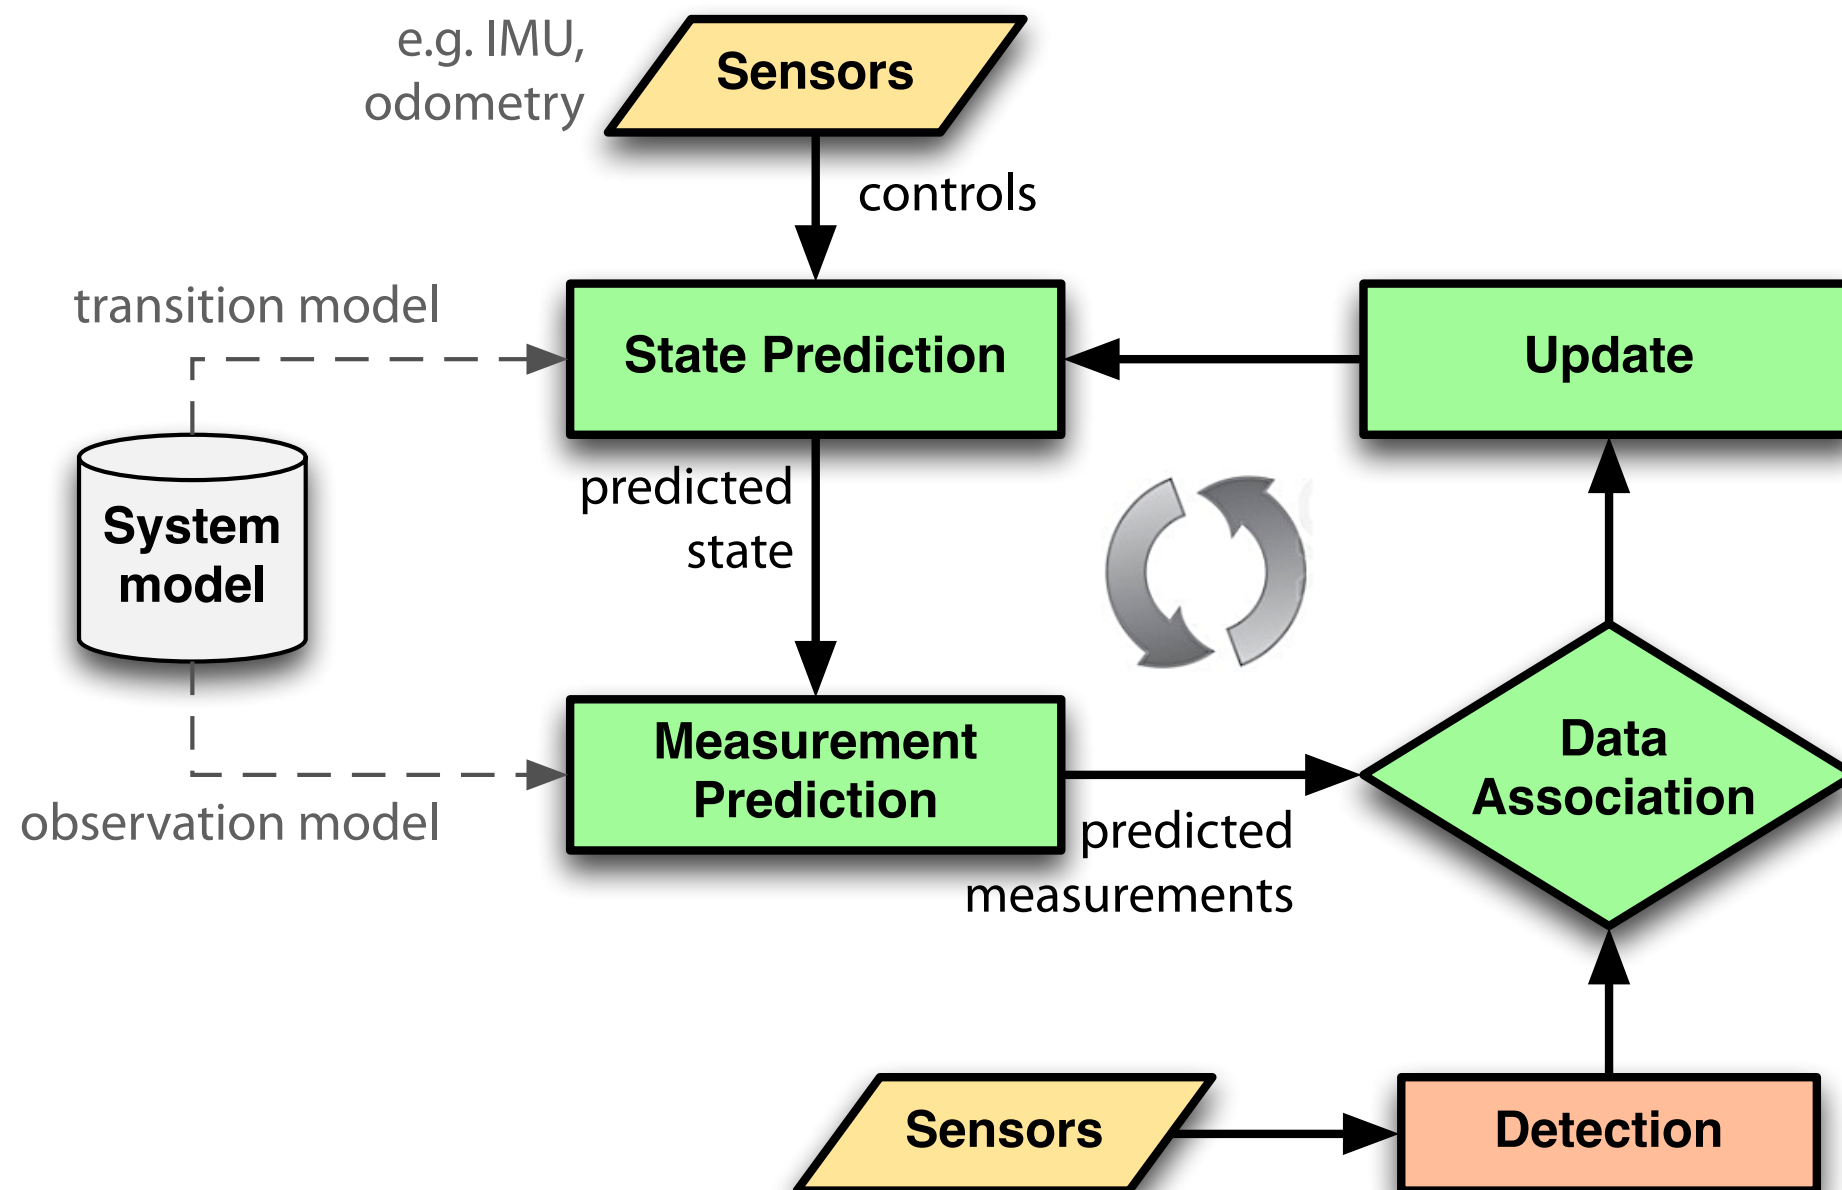 e.g. IMU,
odometry
Sensors
controls
transition model
State Prediction
Update
predicted
state
System
model
Measurement
Prediction
Data
Association
observation model
predicted
measurements
Sensors
Detection